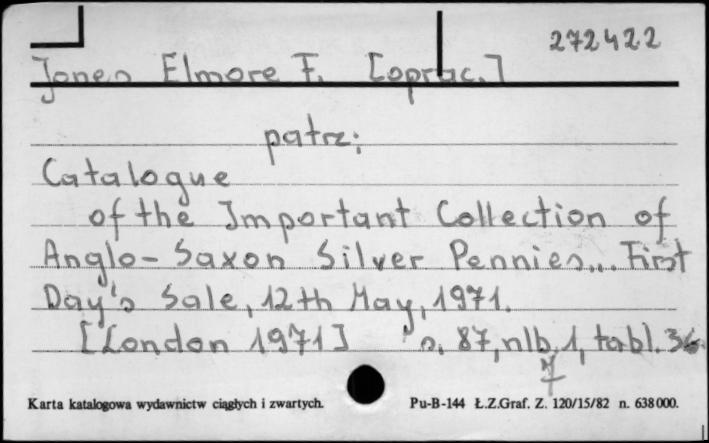 272422
Jones Elmore F. [oprac.]
patrz:
Catalogue
of the Important Collection of
Anglo-Saxon Silver Pennies... First
Day's Sale, 12th May, 1971.
[London 1971] s. 87, nlb. 1, tabl. 36.
Karta katalogowa wydawnictw ciągłych i zwartych. Pu-B-144 Ł.Z.Graf. Z. 120/15/82 n. 638000.